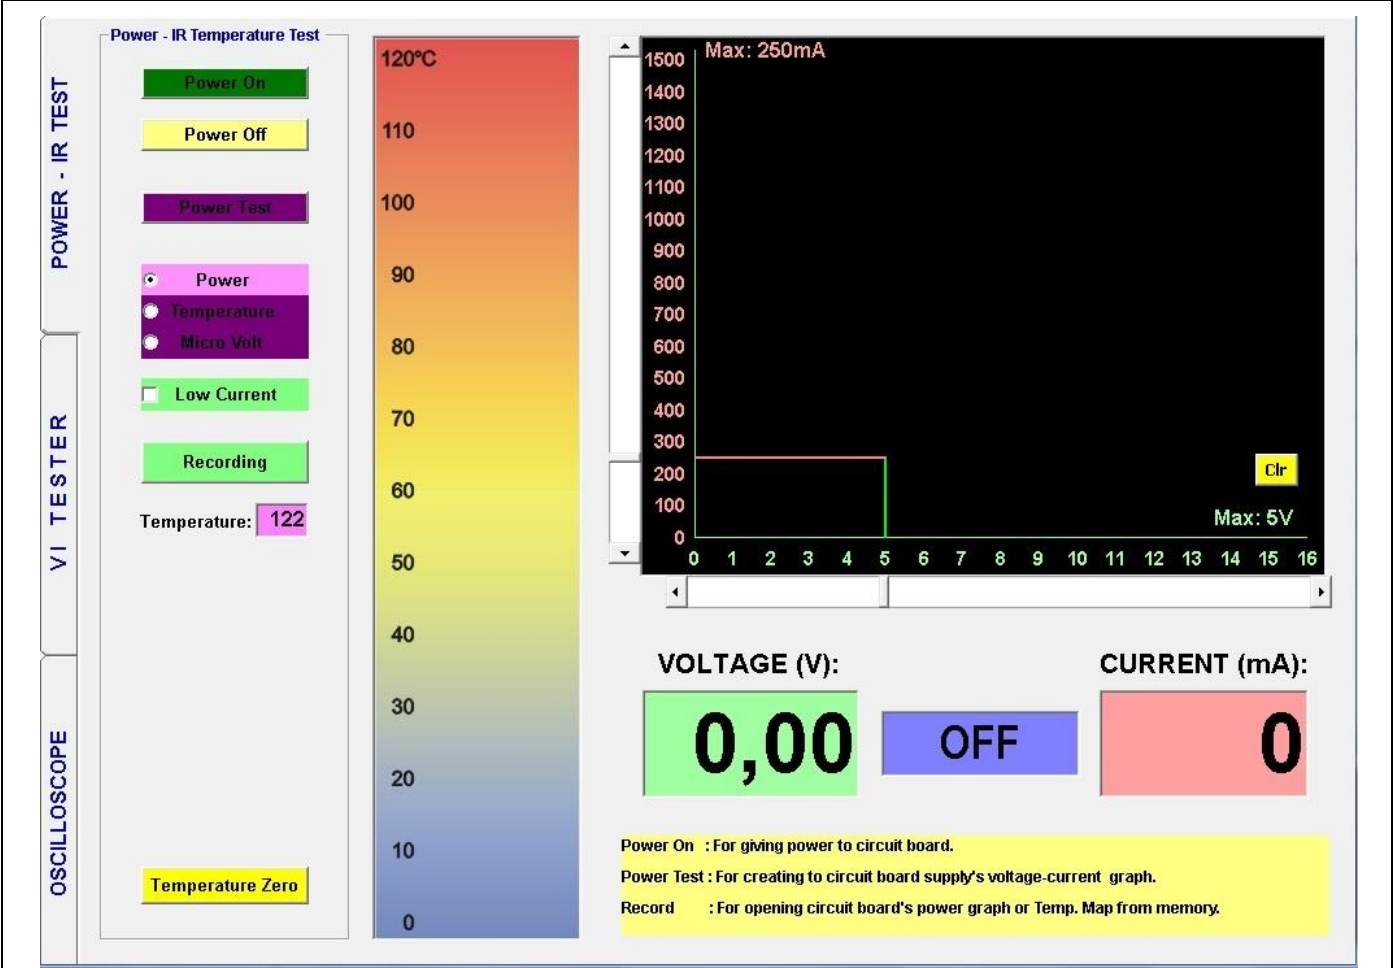 POWER - IR TEST
VI TESTER
OSCILLOSCOPE
Power - IR Temperature Test
Power On
Power Off
Power Test
Power
Temperature
Micro Volt
Low Current
Recording
Temperature: 122
Temperature Zero
120°C
110
100
90
80
70
60
50
40
30
20
10
0
Max: 250mA
1500
1400
1300
1200
1100
1000
900
800
700
600
500
400
300
200
100
0
Clr
Max: 5V
0 1 2 3 4 5 6 7 8 9 10 11 12 13 14 15 16
VOLTAGE (V):
0,00
OFF
CURRENT (mA):
0
Power On : For giving power to circuit board.
Power Test : For creating to circuit board supply's voltage-current graph.
Record : For opening circuit board's power graph or Temp. Map from memory.